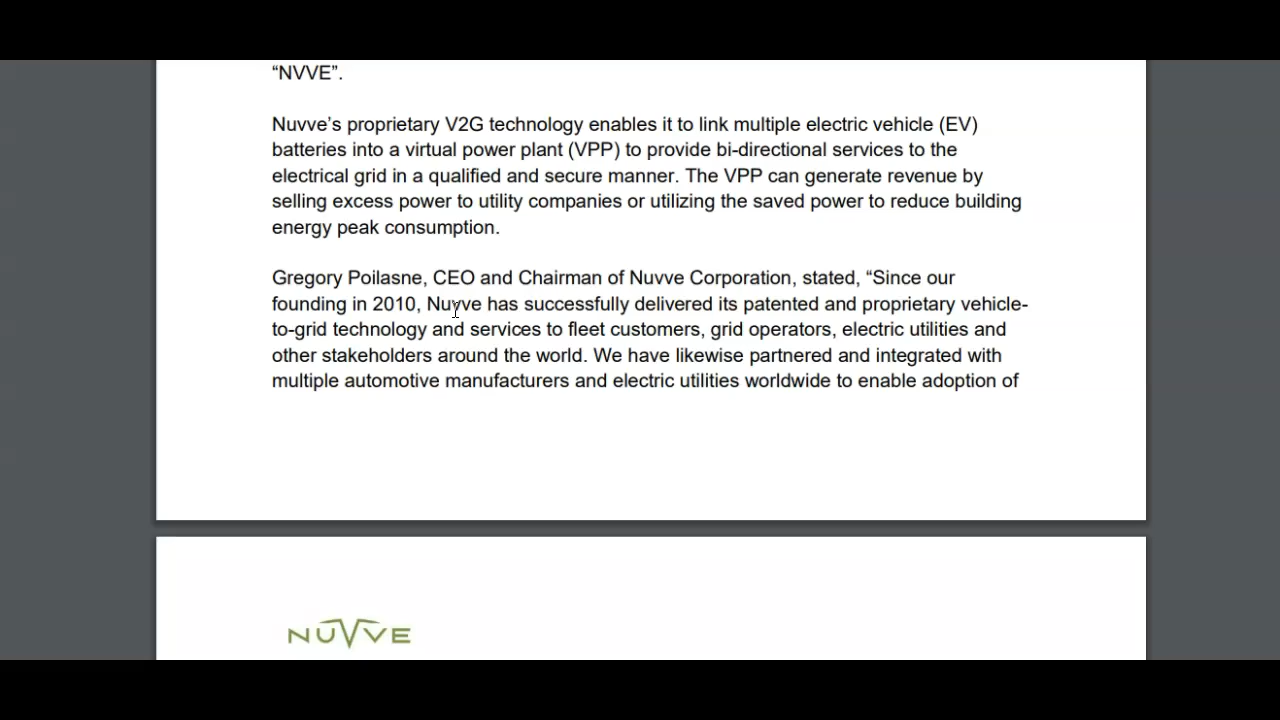 “NVVE”.
Nuvve’s proprietary V2G technology enables it to link multiple electric vehicle (EV)
batteries into a virtual power plant (VPP) to provide bi-directional services to the
electrical grid in a qualified and secure manner. The VPP can generate revenue by
selling excess power to utility companies or utilizing the saved power to reduce building
energy peak consumption.
Gregory Poilasne, CEO and Chairman of Nuvve Corporation, stated, “Since our
founding in 2010, Nuvve has successfully delivered its patented and proprietary vehicle-
to-grid technology and services to fleet customers, grid operators, electric utilities and
other stakeholders around the world. We have likewise partnered and integrated with
multiple automotive manufacturers and electric utilities worldwide to enable adoption of
NUVVE